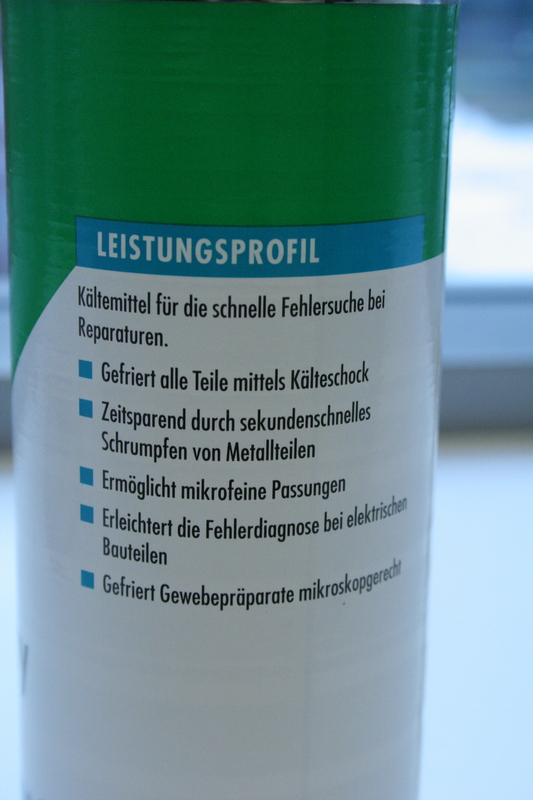 LEISTUNGSPROFIL
Kältemittel für die schnelle Fehlersuche bei
Reparaturen.
Gefriert alle Teile mittels Kälteschock
Zeitsparend durch sekundenschnelles
Schrumpfen von Metallteilen
Ermöglicht mikrofeine Passungen
Erleichtert die Fehlerdiagnose bei elektrischen
Bauteilen
Gefriert Gewebepräparate mikroskopgerecht